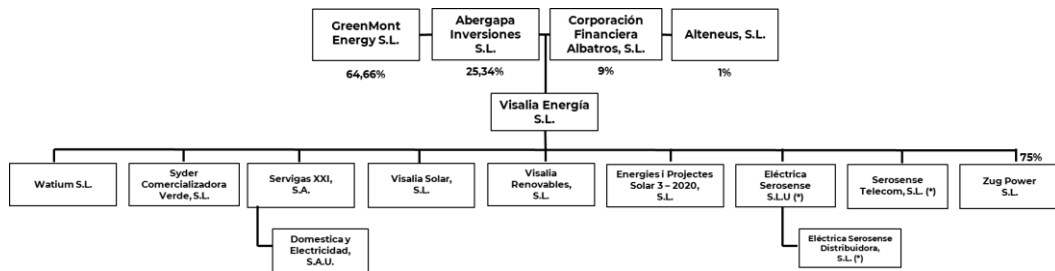 GreenMont
Energy S.L.
Abergapa
Inversiones
S.L.
Corporación
Financiera
Albatros, S.L.
Alteneus, S.L.
64,66%
25,34%
9%
1%
Visalia Energía
S.L.
75%
Watium S.L.
Syder
Comercializadora
Verde, S.L.
Servigas XXI,
S.A.
Visalia Solar,
S.L.
Visalia
Renovables,
S.L.
Energies i Projectes
Solar 3 – 2020,
S.L.
Eléctrica
Serosense
S.L.U (*)
Serosense
Telecom, S.L. (*)
Zug Power
S.L.
Domestica y
Electricidad,
S.A.U.
Eléctrica Serosense
Distribuidora,
S.L. (*)